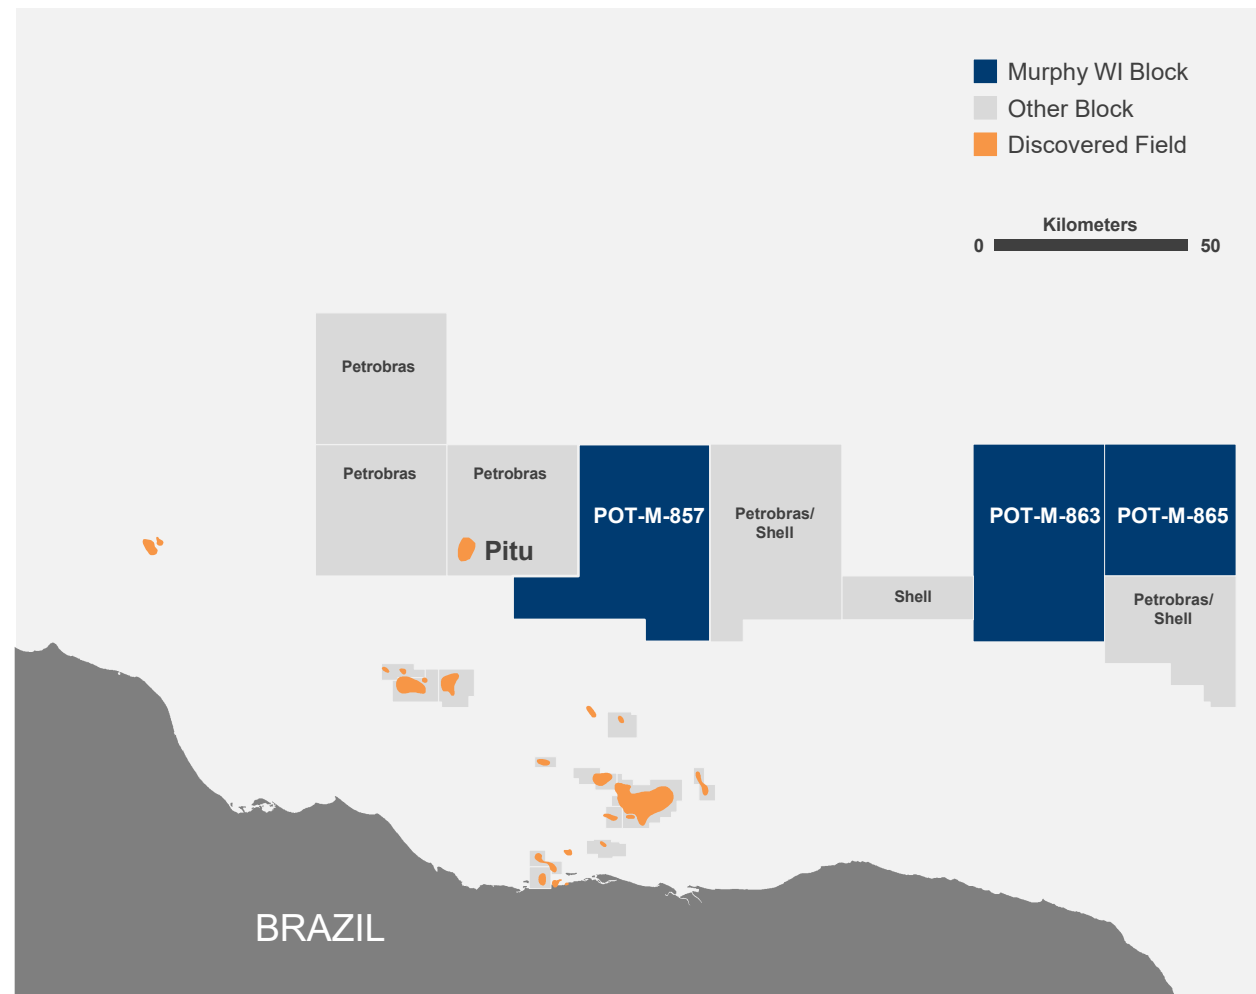 Murphy WI Block
Other Block
Discovered Field
Kilometers
0 50
Petrobras
Petrobras
Petrobras
POT-M-857
Petrobras/
Shell
POT-M-863
POT-M-865
Pitu
Shell
Petrobras/
Shell
BRAZIL